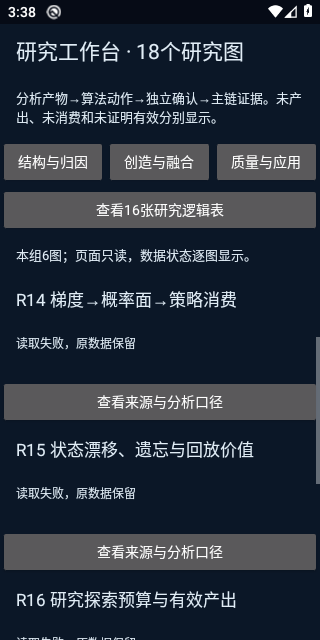 3:38
研究工作台 · 18个研究图
分析产物→算法动作→独立确认→主链证据。未产
出、未消费和未证明有效分别显示。
结构与归因
创造与融合
质量与应用
查看16张研究逻辑表
本组6图；页面只读，数据状态逐图显示。
R14 梯度→概率面→策略消费
读取失败，原数据保留
查看来源与分析口径
R15 状态漂移、遗忘与回放价值
读取失败，原数据保留
查看来源与分析口径
R16 研究探索预算与有效产出